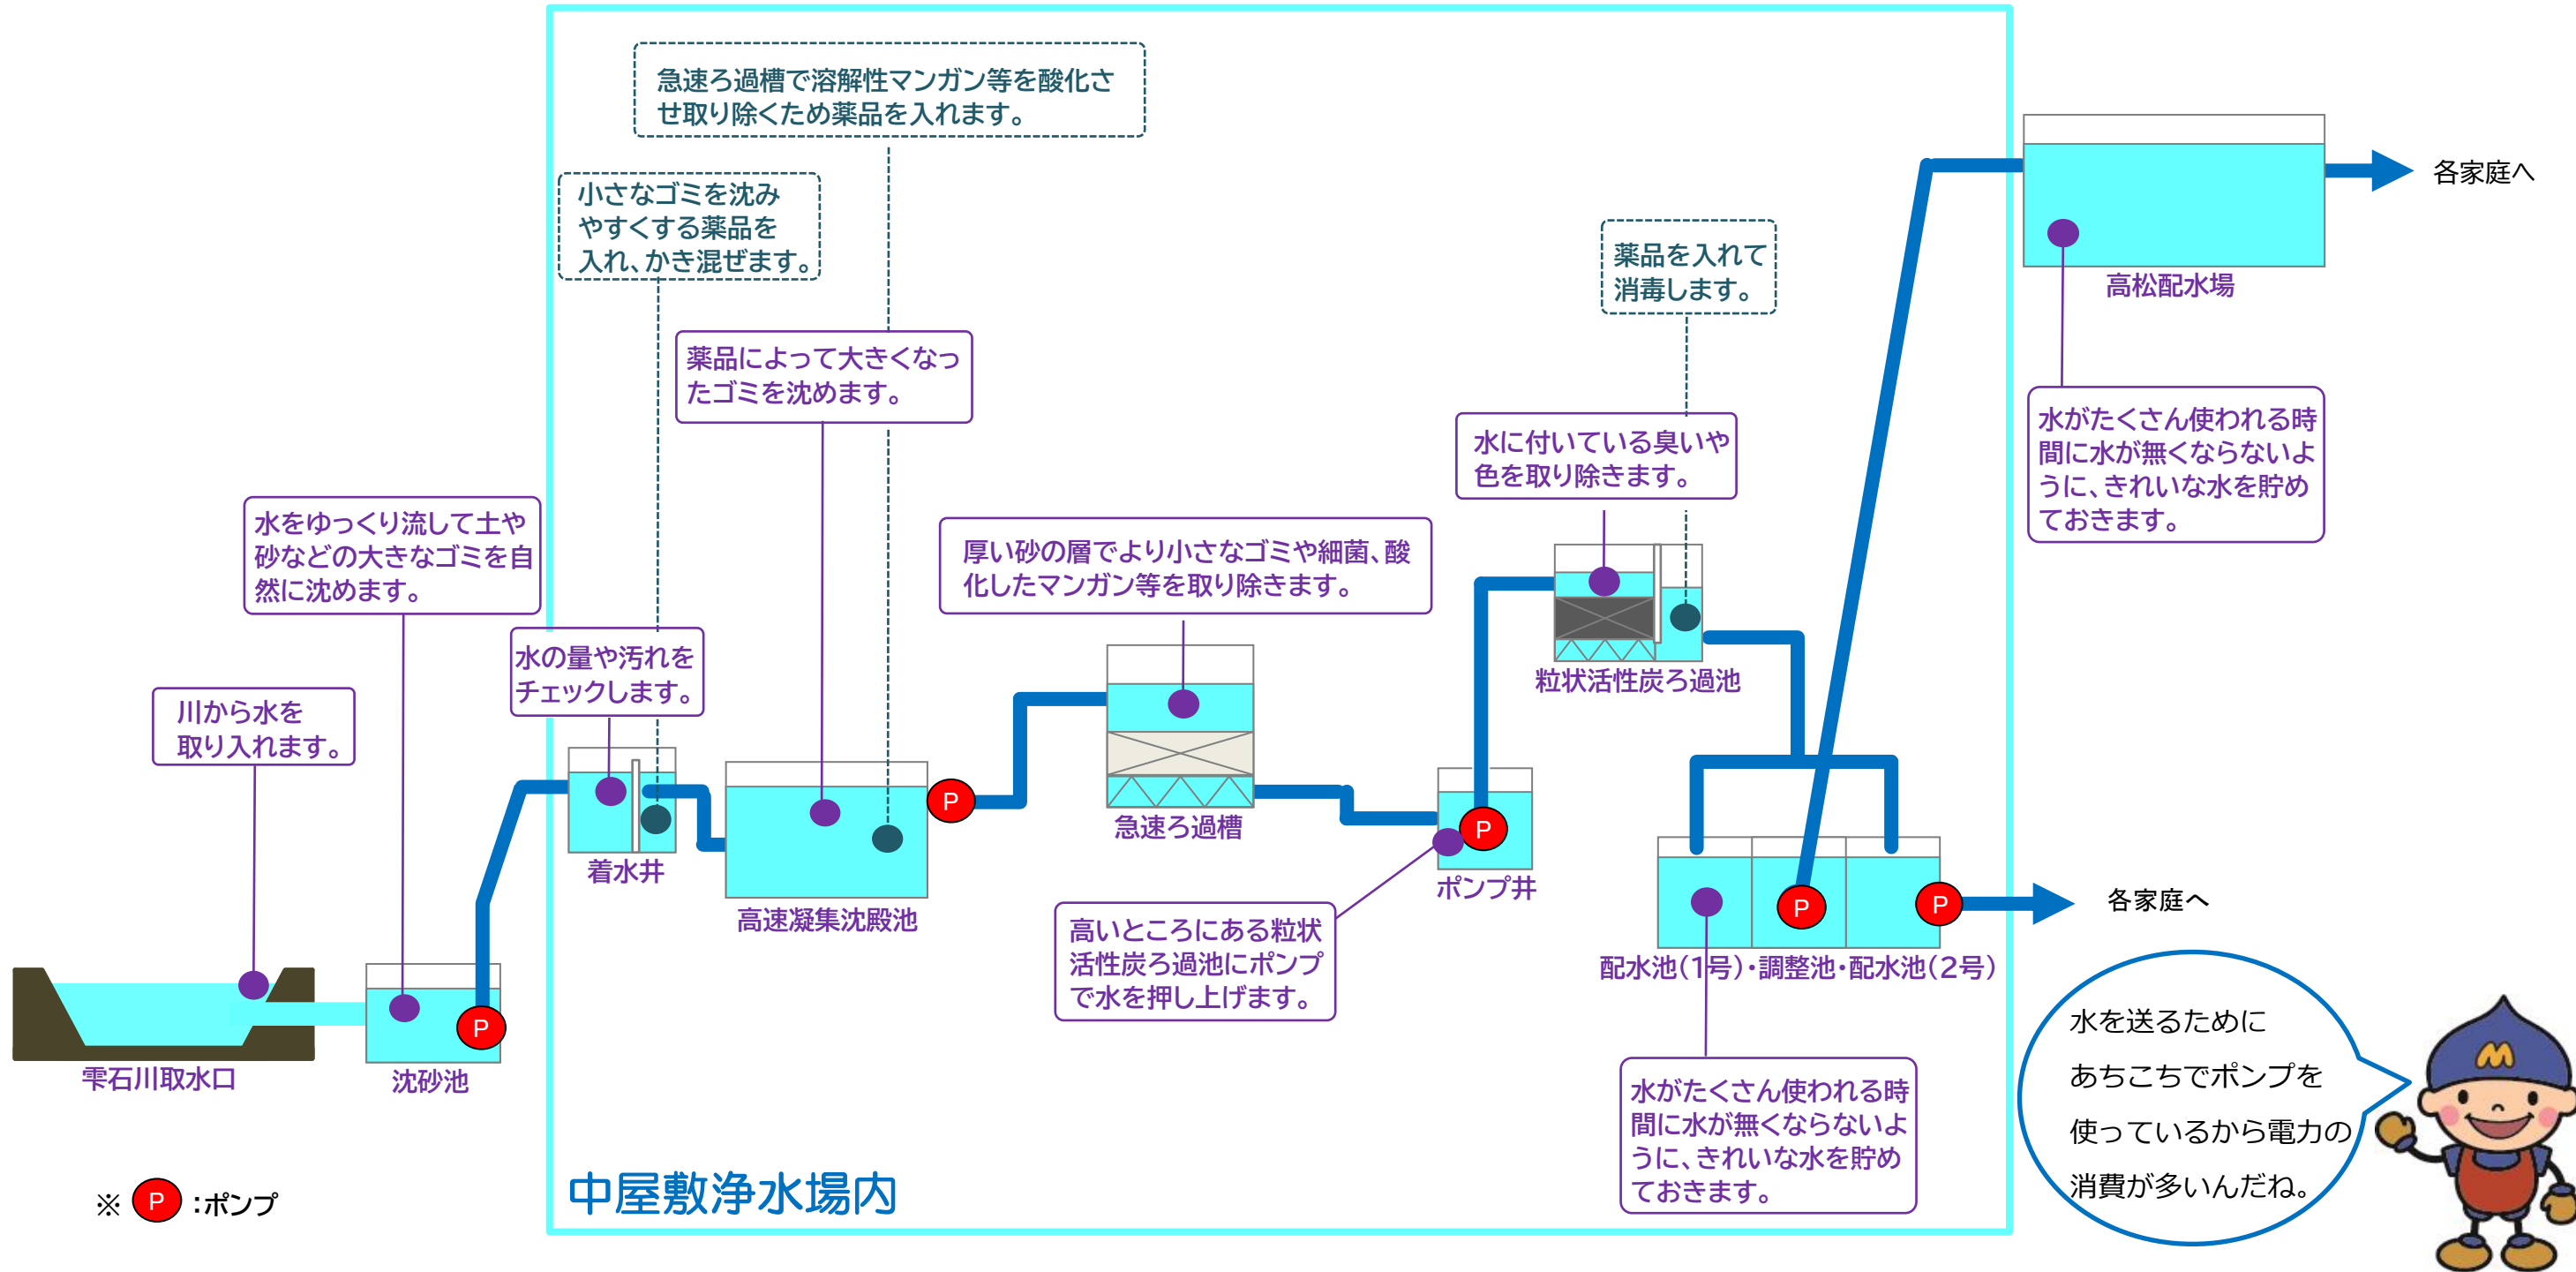 急速ろ過槽で溶解性マンガン等を酸化さ
せ取り除くため薬品を入れます。
小さなゴミを沈み
やすくする薬品を
入れ、かき混ぜます。
薬品を入れて
消毒します。
各家庭へ
高松配水場
薬品によって大きくなっ
たゴミを沈めます。
水に付いている臭いや
色を取り除きます。
水がたくさん使われる時
間に水が無くならないよ
うに、きれいな水を貯め
ておきます。
水をゆっくり流して土や
砂などの大きなゴミを自
然に沈めます。
厚い砂の層でより小さなゴミや細菌、酸
化したマンガン等を取り除きます。
水の量や汚れを
チェックします。
川から水を
取り入れます。
粒状活性炭ろ過池
P
急速ろ過槽
P
着水井
高速凝集沈殿池
ポンプ井
P
P
各家庭へ
高いところにある粒状
活性炭ろ過池にポンプ
で水を押し上げます。
配水池(1号)・調整池・配水池(2号)
P
雫石川取水口
沈砂池
水がたくさん使われる時
間に水が無くならないよ
うに、きれいな水を貯め
ておきます。
水を送るために
あちこちでポンプを
使っているから電力の
消費が多いんだね。
M
中屋敷浄水場内
※ P :ポンプ